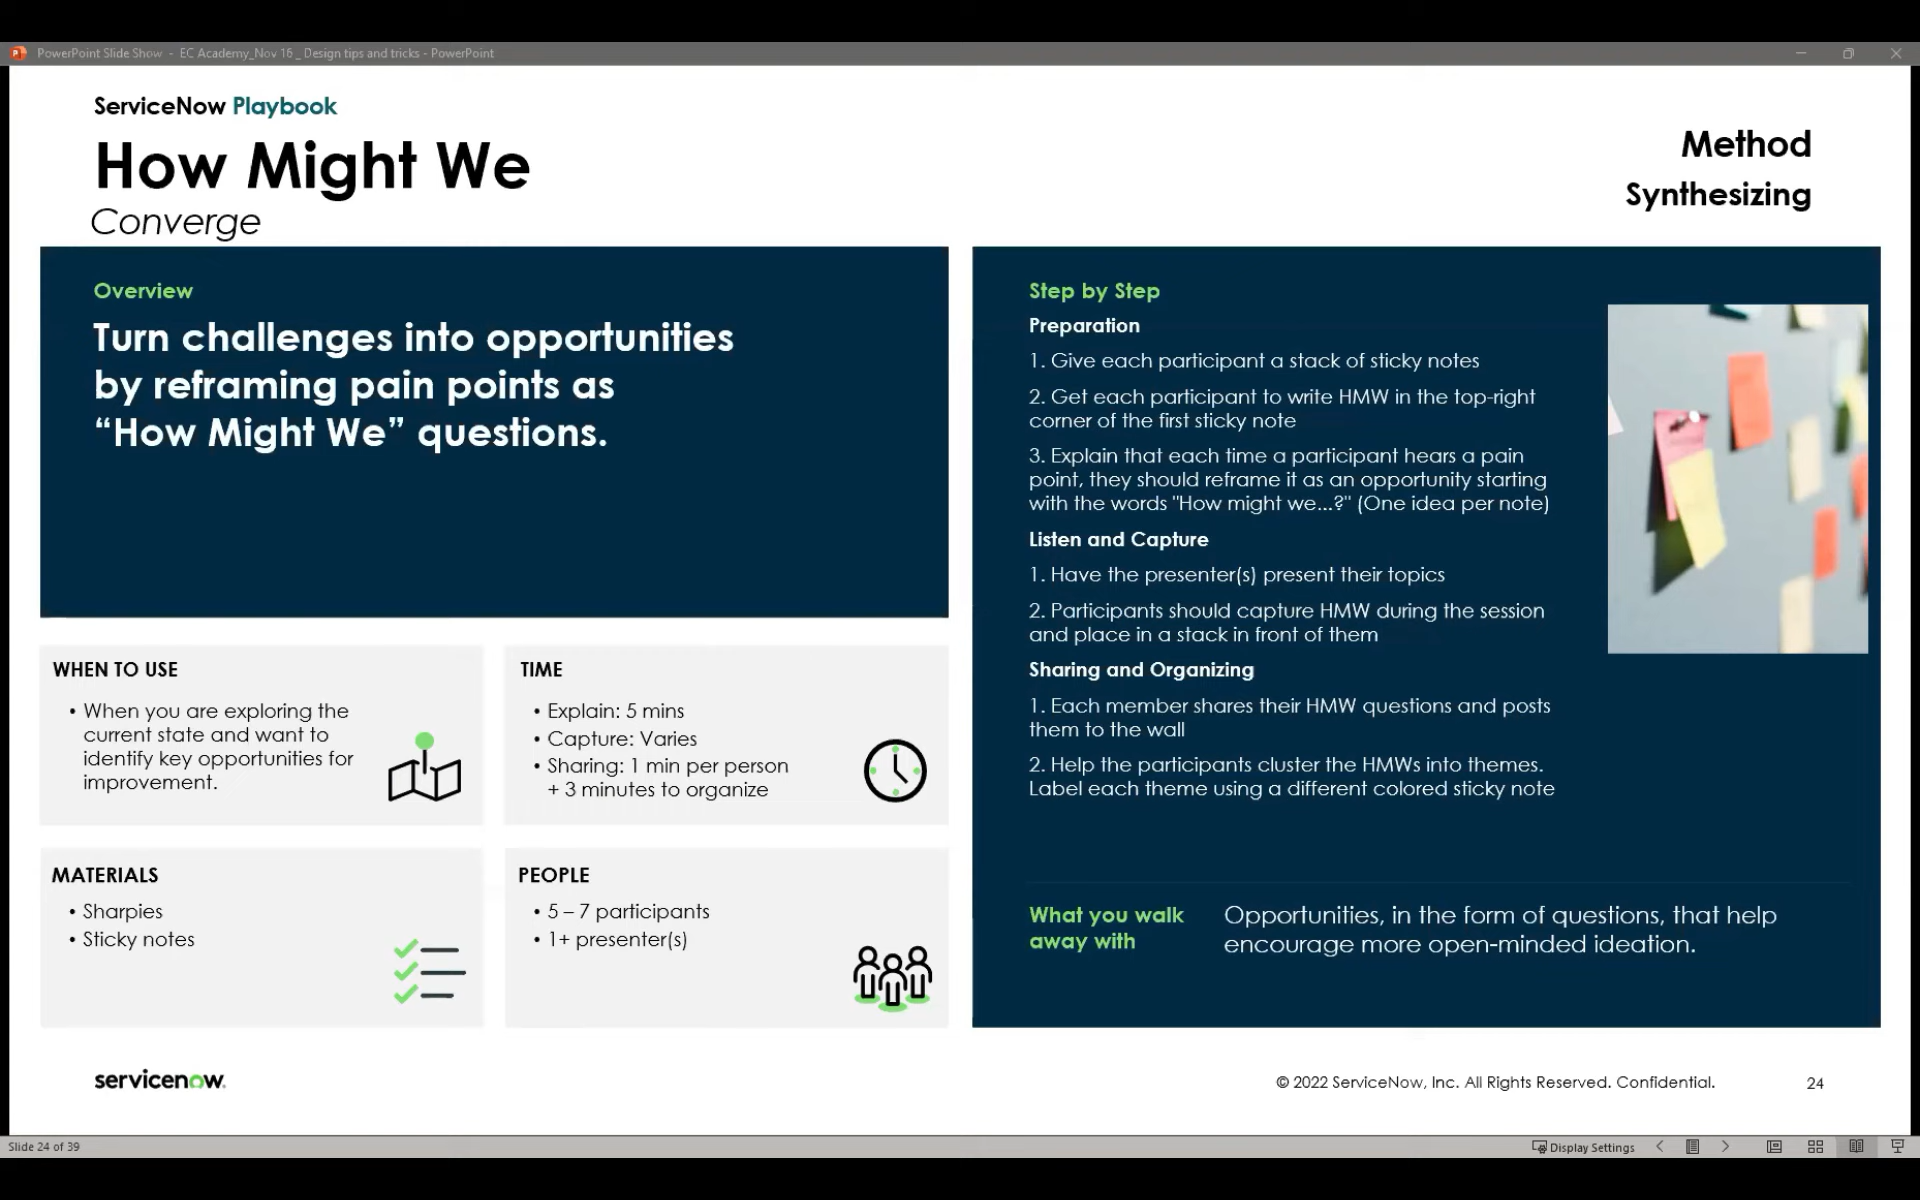 PowerPoint Slide Show - EC Academy_Nov 16 _ Design tips and tricks - PowerPoint
ServiceNow Playbook
How Might We
Converge
Method
Synthesizing
Overview
Turn challenges into opportunities
by reframing pain points as
“How Might We” questions.
WHEN TO USE
• When you are exploring the
current state and want to
identify key opportunities for
improvement.
TIME
• Explain: 5 mins
• Capture: Varies
• Sharing: 1 min per person
+ 3 minutes to organize
MATERIALS
• Sharpies
• Sticky notes
PEOPLE
• 5 – 7 participants
• 1+ presenter(s)
Step by Step
Preparation
1. Give each participant a stack of sticky notes
2. Get each participant to write HMW in the top-right
corner of the first sticky note
3. Explain that each time a participant hears a pain
point, they should reframe it as an opportunity starting
with the words "How might we...?" (One idea per note)
Listen and Capture
1. Have the presenter(s) present their topics
2. Participants should capture HMW during the session
and place in a stack in front of them
Sharing and Organizing
1. Each member shares their HMW questions and posts
them to the wall
2. Help the participants cluster the HMWs into themes.
Label each theme using a different colored sticky note
What you walk
away with
Opportunities, in the form of questions, that help
encourage more open-minded ideation.
servicenow.
© 2022 ServiceNow, Inc. All Rights Reserved. Confidential.
24
Slide 24 of 39
Display Settings